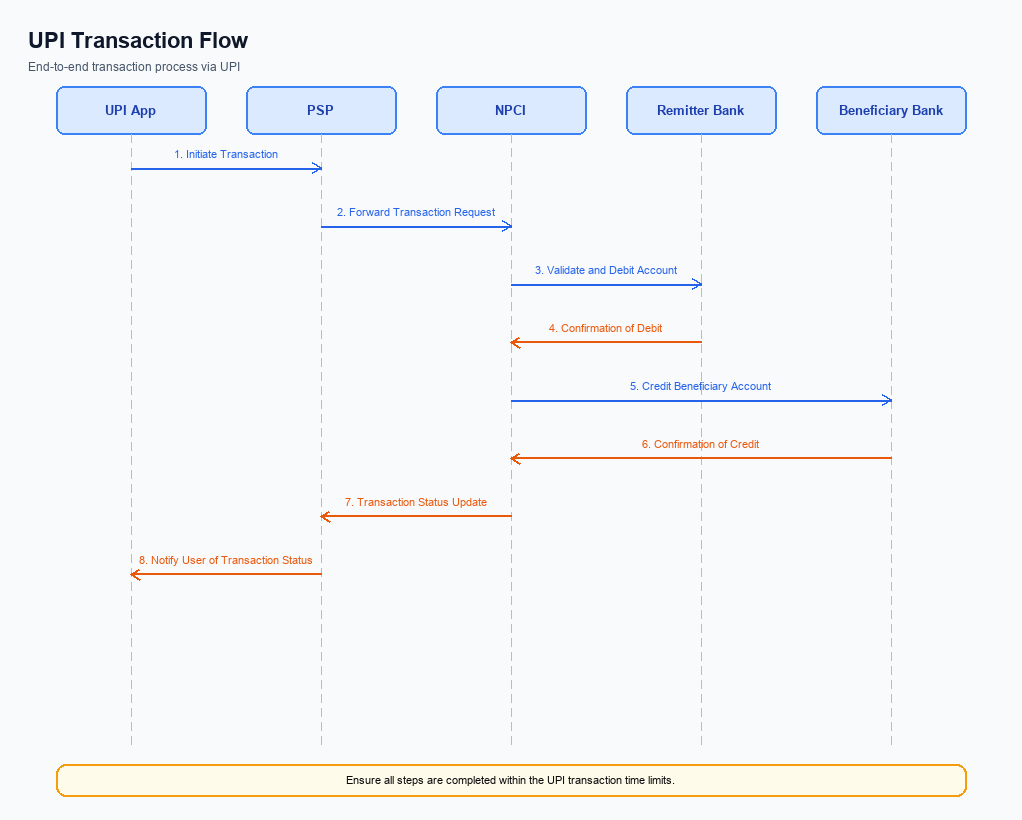 UPI Transaction Flow
End-to-end transaction process via UPI
UPI App
PSP
NPCI
Remitter Bank
Beneficiary Bank
1. Initiate Transaction
2. Forward Transaction Request
3. Validate and Debit Account
4. Confirmation of Debit
5. Credit Beneficiary Account
6. Confirmation of Credit
7. Transaction Status Update
8. Notify User of Transaction Status
Ensure all steps are completed within the UPI transaction time limits.